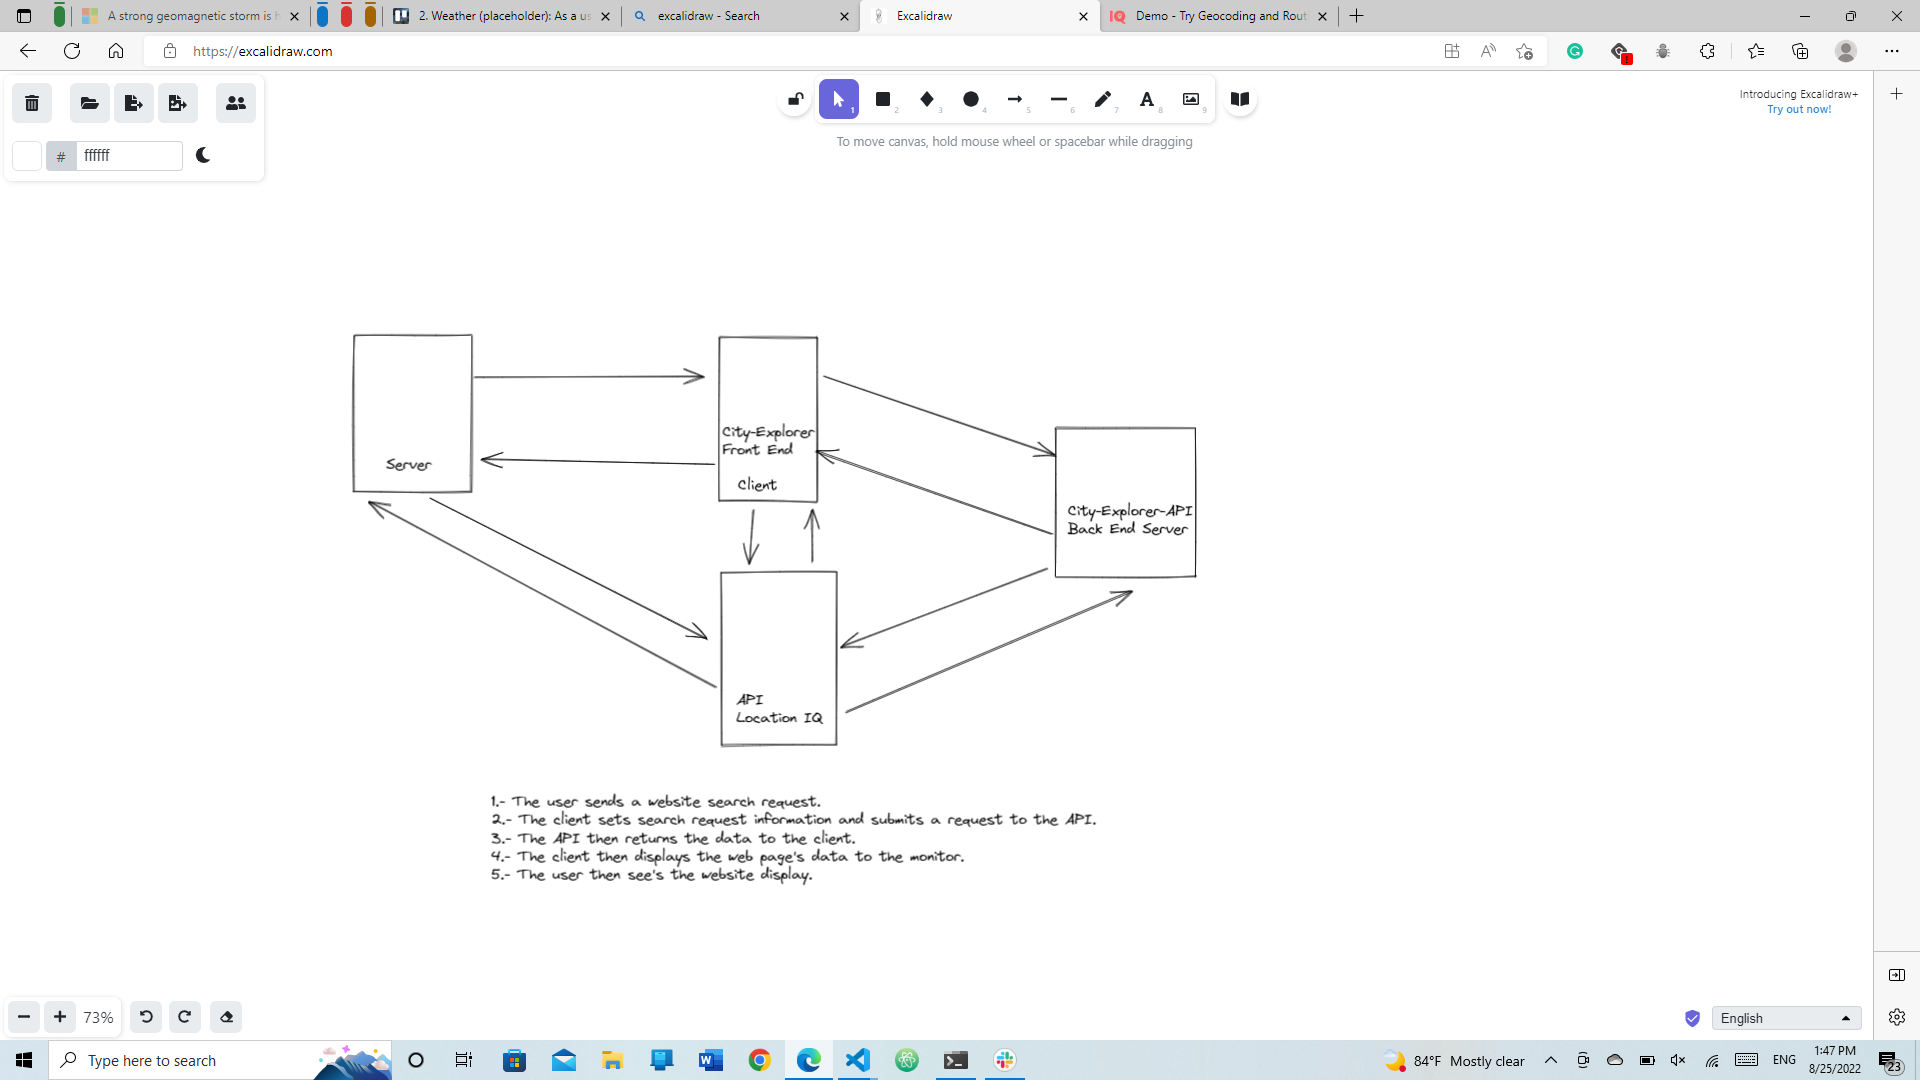 A strong geomagnetic storm is h
2. Weather (placeholder): As a us
excalidraw - Search
Excalidraw
IQ
Demo - Try Geocoding and Rout
https://excalidraw.com
Introducing Excalidraw+
Try out now!
1
2
3
4
5
6
7
A
8
9
To move canvas, hold mouse wheel or spacebar while dragging
#
ffffff
Server
City-Explorer
Front End
Client
City-Explorer-API
Back End Server
API
Location IQ
1.- The user sends a website search request.
2.- The client sets search request information and submits a request to the API.
3.- The API then returns the data to the client.
4.- The client then displays the web page's data to the monitor.
5.- The user then see's the website display.
73%
English
Type here to search
84°F Mostly clear
ENG
1:47 PM
8/25/2022
23